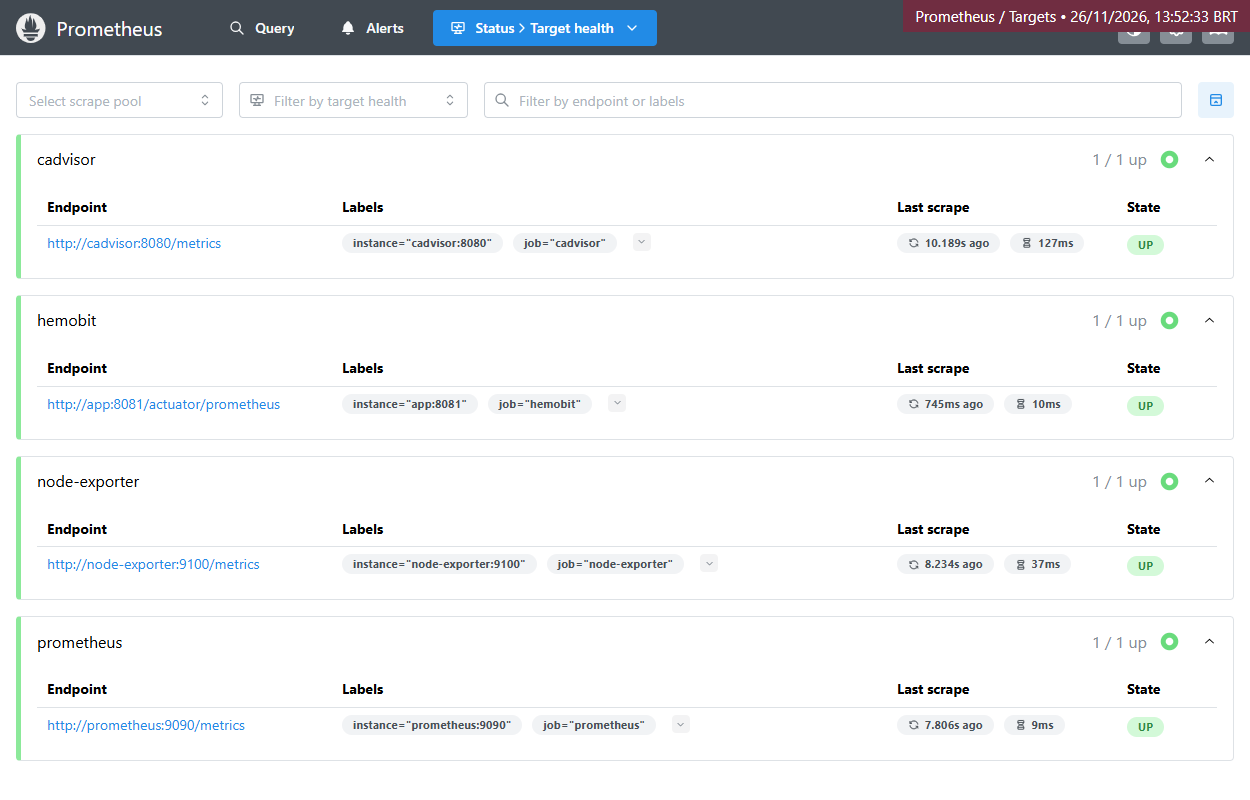 Prometheus Query Alerts Status > Target health Prometheus / Targets • 26/11/2026, 13:52:33 BRT
Select scrape pool Filter by target health Filter by endpoint or labels
cadvisor 1 / 1 up
Endpoint Labels Last scrape State
http://cadvisor:8080/metrics instance="cadvisor:8080" job="cadvisor" 10.189s ago 127ms UP
hemobit 1 / 1 up
Endpoint Labels Last scrape State
http://app:8081/actuator/prometheus instance="app:8081" job="hemobit" 745ms ago 10ms UP
node-exporter 1 / 1 up
Endpoint Labels Last scrape State
http://node-exporter:9100/metrics instance="node-exporter:9100" job="node-exporter" 8.234s ago 37ms UP
prometheus 1 / 1 up
Endpoint Labels Last scrape State
http://prometheus:9090/metrics instance="prometheus:9090" job="prometheus" 7.806s ago 9ms UP